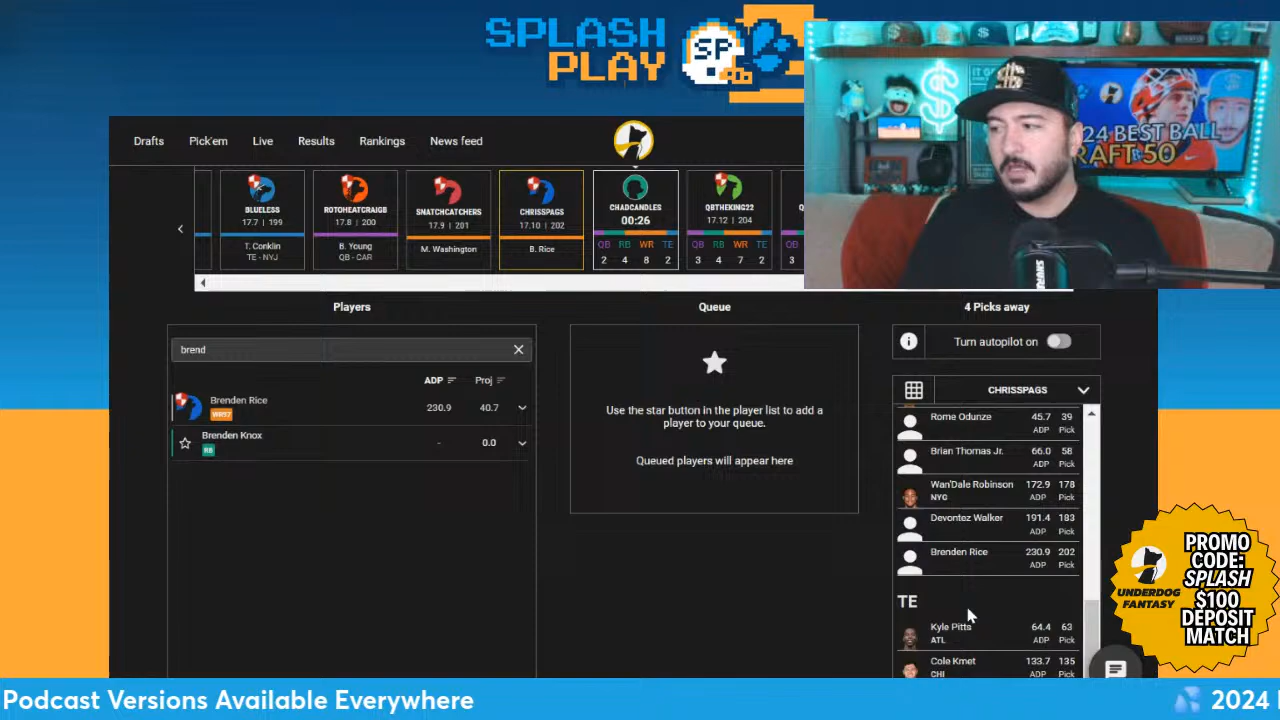 SPLASH
PLAY
SP
24 BEST BALL
RAFT 50
Drafts
Pick'em
Live
Results
Rankings
News feed
BLUELESS
17.7 | 199
T. Conklin
TE - NYJ
ROTOHEATCRAIGB
17.8 | 200
B. Young
QB - CAR
SNATCHCATCHERS
17.9 | 201
M. Washington
CHRISSPAGS
17.10 | 202
B. Rice
CHADCANDLES
00:26
QB RB WR TE
2 4 8 2
QBTHEKING22
17.12 | 204
QB RB WR TE
3 4 7 2
QB
3
Players
Queue
4 Picks away
brend
ADP
Proj
Brenden Rice
WR97
230.9
40.7
Brenden Knox
RB
-
0.0
Use the star button in the player list to add a
player to your queue.
Queued players will appear here
Turn autopilot on
CHRISSPAGS
Rome Odunze 45.7 39
ADP Pick
Brian Thomas Jr. 66.0 58
ADP Pick
Wan'Dale Robinson 172.9 178
NYG ADP Pick
Devontez Walker 191.4 183
ADP Pick
Brenden Rice 230.9 202
ADP Pick
TE
Kyle Pitts 64.4 63
ATL ADP Pick
Cole Kmet 133.7 135
CHI ADP Pick
UNDERDOG
FANTASY
PROMO
CODE:
SPLASH
$100
DEPOSIT
MATCH
Podcast Versions Available Everywhere
2024